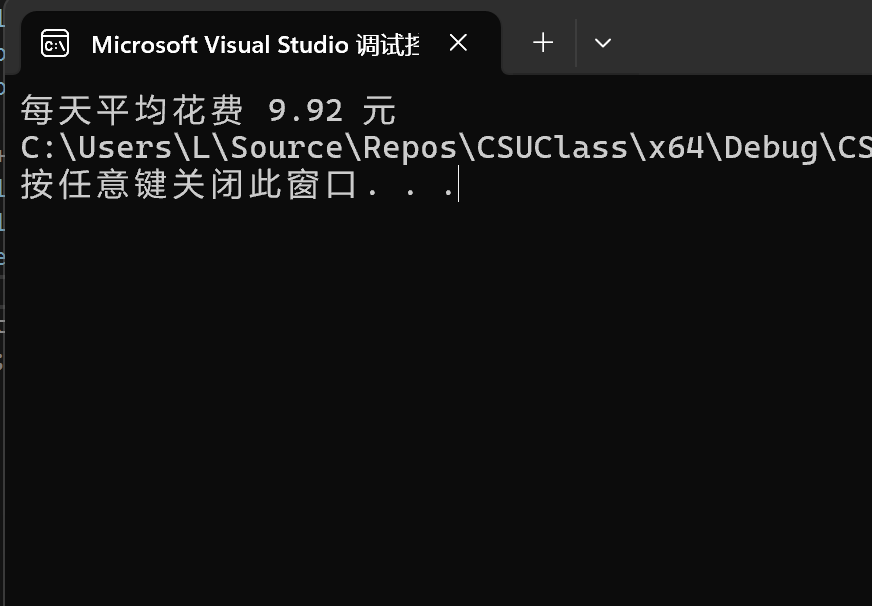 Microsoft Visual Studio 调试
每天平均花费 9.92 元
C:\Users\L\Source\Repos\CSUClass\x64\Debug\CS
按任意键关闭此窗口. . .